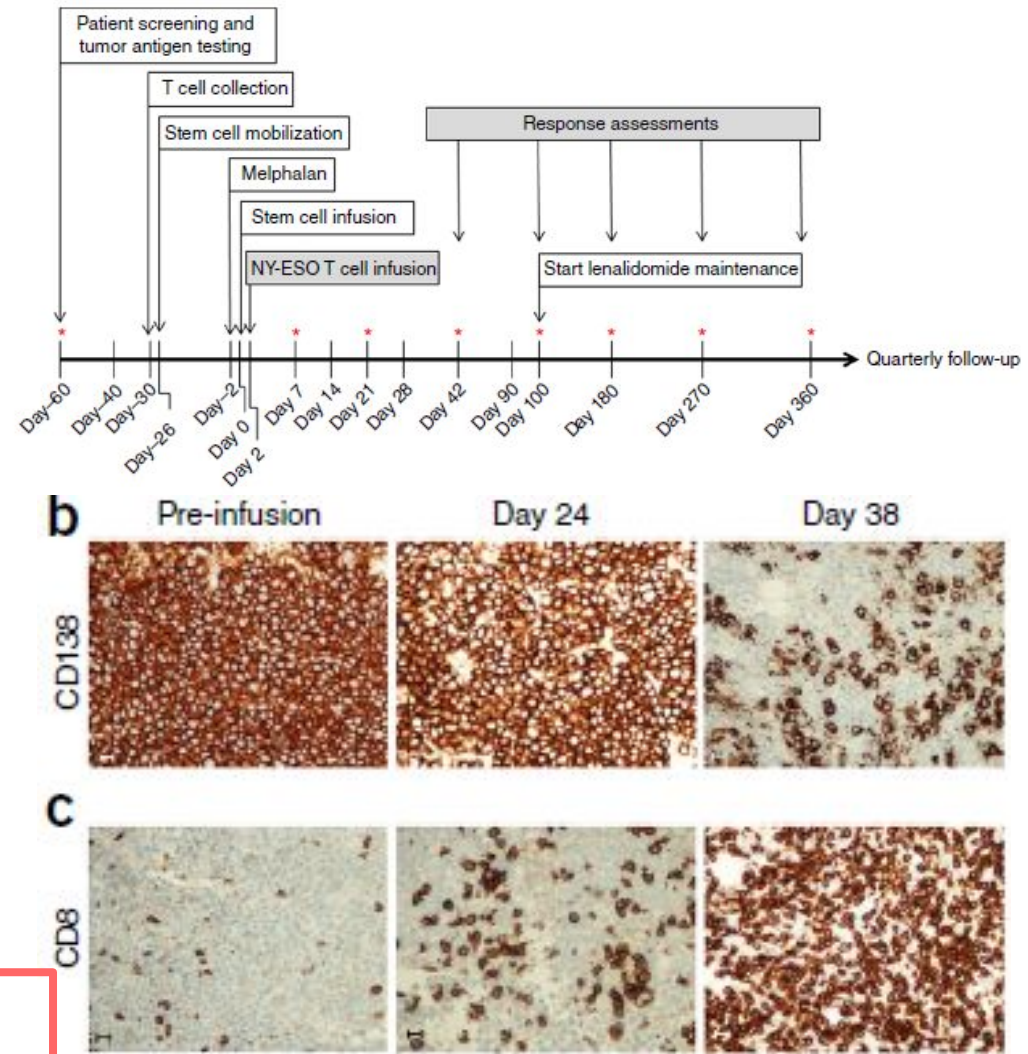 Patient screening and
tumor antigen testing
T cell collection
Stem cell mobilization
Melphalan
Stem cell infusion
NY-ESO T cell infusion
Response assessments
Start lenalidomide maintenance
* * * * * * * *
Quarterly follow-up
Day–60
Day–40
Day–30
Day–26
Day–2
Day 0
Day 2
Day 7
Day 14
Day 21
Day 28
Day 42
Day 90
Day 100
Day 180
Day 270
Day 360
b
Pre-infusion Day 24 Day 38
CD138
c
CD8